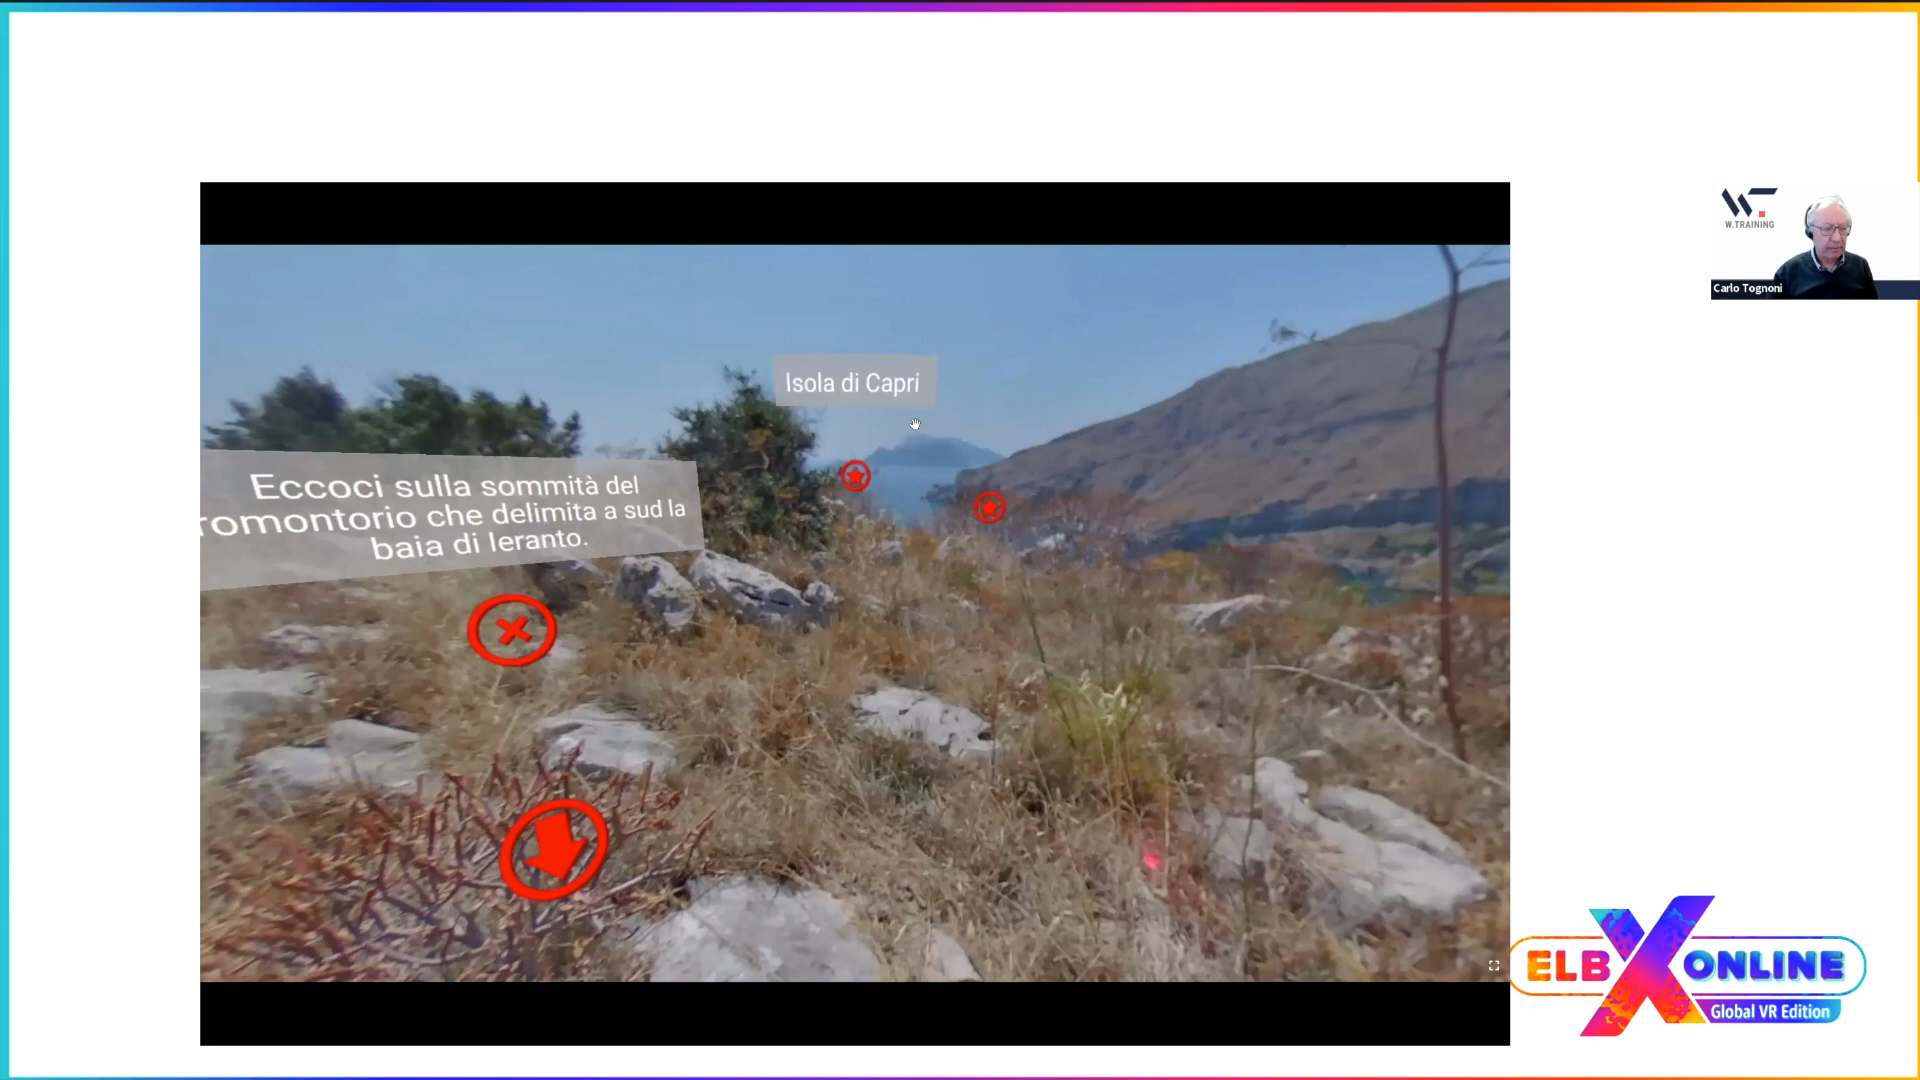 Isola di Capri
Eccoci sulla sommità del
romontorio che delimita a sud la
baia di Ieranto.
W.TRAINING
Carlo Tognoni
ELB X ONLINE
Global VR Edition